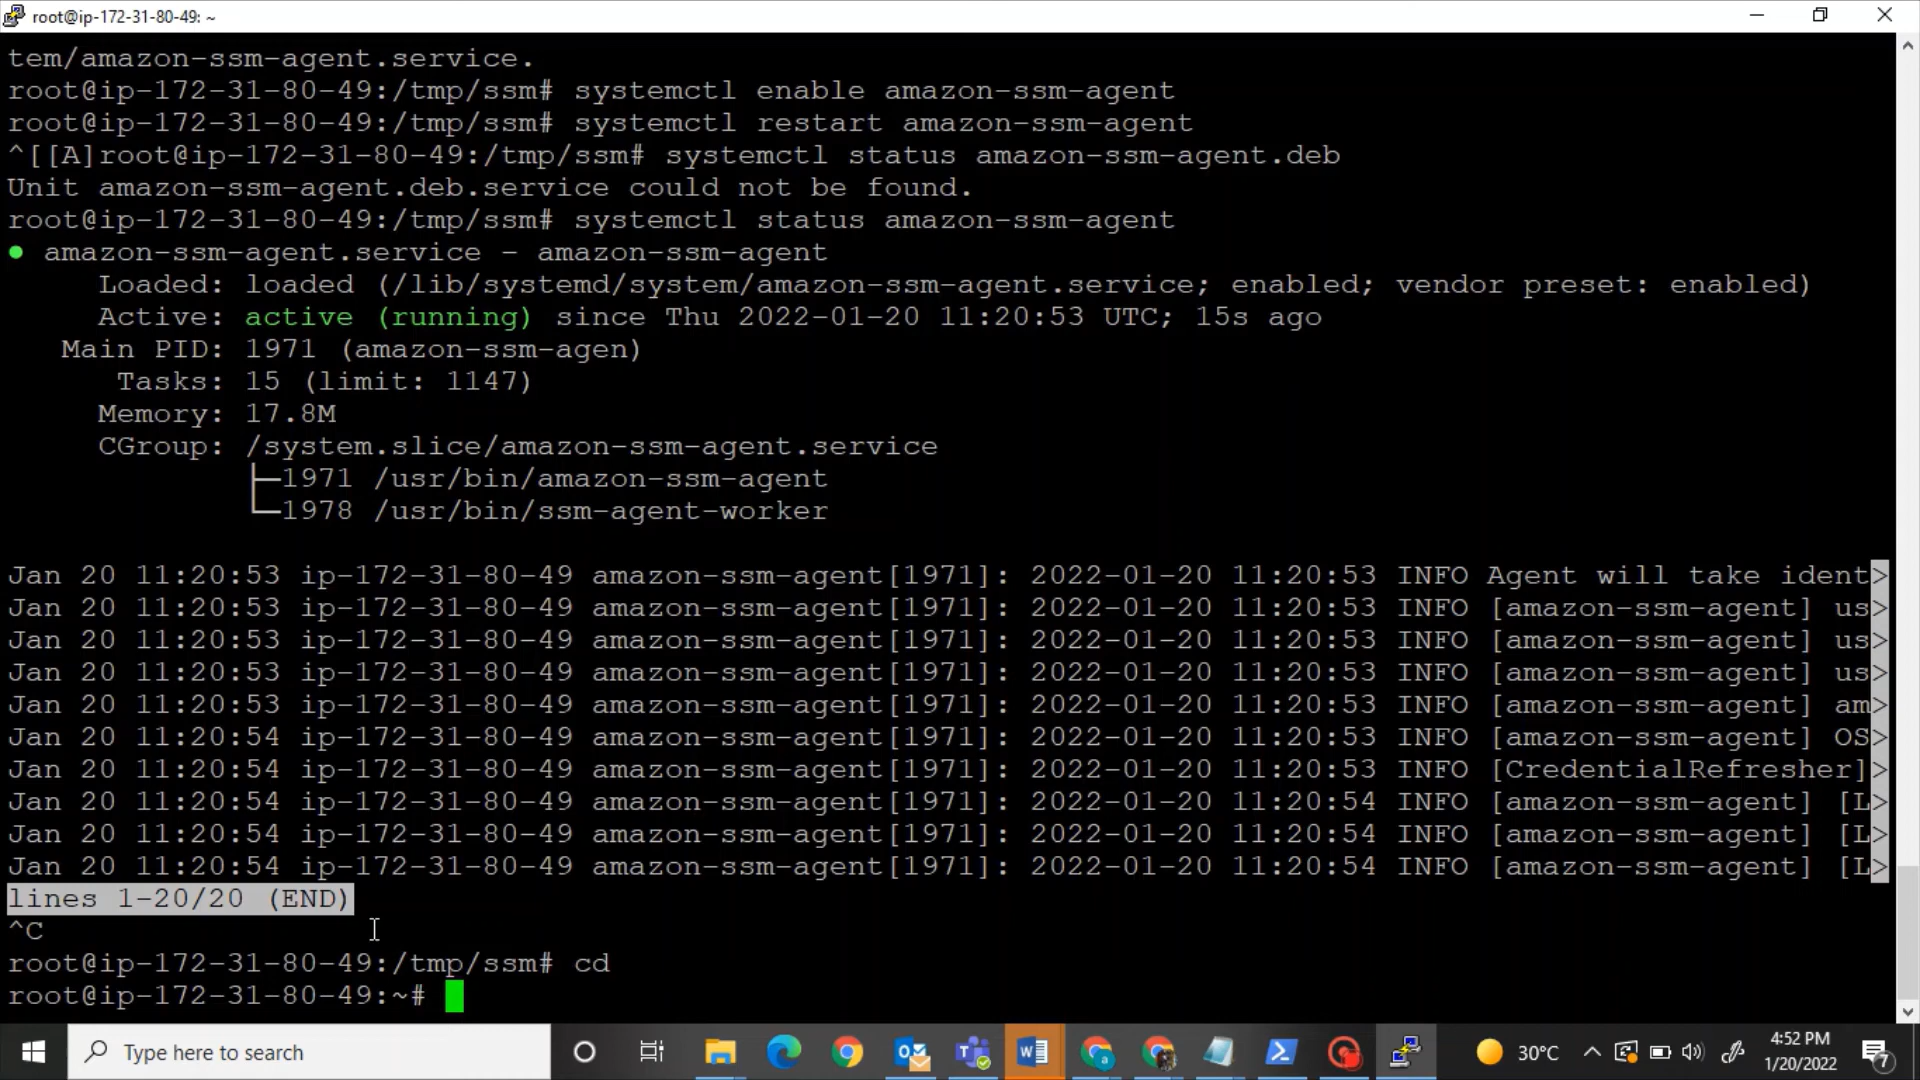 root@ip-172-31-80-49: ~
tem/amazon-ssm-agent.service.
root@ip-172-31-80-49:/tmp/ssm# systemctl enable amazon-ssm-agent
root@ip-172-31-80-49:/tmp/ssm# systemctl restart amazon-ssm-agent
^[[A]root@ip-172-31-80-49:/tmp/ssm# systemctl status amazon-ssm-agent.deb
Unit amazon-ssm-agent.deb.service could not be found.
root@ip-172-31-80-49:/tmp/ssm# systemctl status amazon-ssm-agent
● amazon-ssm-agent.service - amazon-ssm-agent
Loaded: loaded (/lib/systemd/system/amazon-ssm-agent.service; enabled; vendor preset: enabled)
Active: active (running) since Thu 2022-01-20 11:20:53 UTC; 15s ago
Main PID: 1971 (amazon-ssm-agen)
Tasks: 15 (limit: 1147)
Memory: 17.8M
CGroup: /system.slice/amazon-ssm-agent.service
├─1971 /usr/bin/amazon-ssm-agent
└─1978 /usr/bin/ssm-agent-worker
Jan 20 11:20:53 ip-172-31-80-49 amazon-ssm-agent[1971]: 2022-01-20 11:20:53 INFO Agent will take ident>
Jan 20 11:20:53 ip-172-31-80-49 amazon-ssm-agent[1971]: 2022-01-20 11:20:53 INFO [amazon-ssm-agent] us>
Jan 20 11:20:53 ip-172-31-80-49 amazon-ssm-agent[1971]: 2022-01-20 11:20:53 INFO [amazon-ssm-agent] us>
Jan 20 11:20:53 ip-172-31-80-49 amazon-ssm-agent[1971]: 2022-01-20 11:20:53 INFO [amazon-ssm-agent] us>
Jan 20 11:20:53 ip-172-31-80-49 amazon-ssm-agent[1971]: 2022-01-20 11:20:53 INFO [amazon-ssm-agent] am>
Jan 20 11:20:54 ip-172-31-80-49 amazon-ssm-agent[1971]: 2022-01-20 11:20:53 INFO [amazon-ssm-agent] OS>
Jan 20 11:20:54 ip-172-31-80-49 amazon-ssm-agent[1971]: 2022-01-20 11:20:53 INFO [CredentialRefresher]>
Jan 20 11:20:54 ip-172-31-80-49 amazon-ssm-agent[1971]: 2022-01-20 11:20:54 INFO [amazon-ssm-agent] [L>
Jan 20 11:20:54 ip-172-31-80-49 amazon-ssm-agent[1971]: 2022-01-20 11:20:54 INFO [amazon-ssm-agent] [L>
Jan 20 11:20:54 ip-172-31-80-49 amazon-ssm-agent[1971]: 2022-01-20 11:20:54 INFO [amazon-ssm-agent] [L>
lines 1-20/20 (END)
^C
root@ip-172-31-80-49:/tmp/ssm# cd
root@ip-172-31-80-49:~#
Type here to search
30°C
4:52 PM
1/20/2022
7